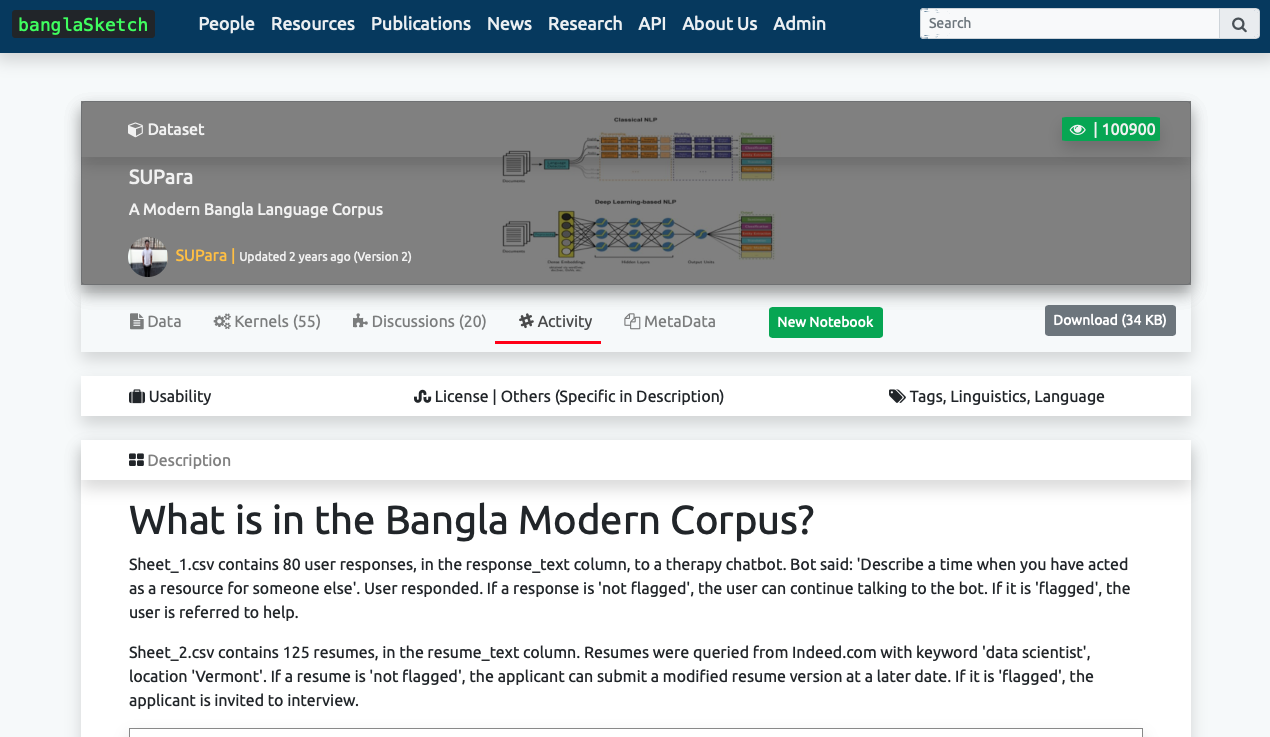 banglaSketch
People Resources Publications News Research API About Us Admin
Search
Dataset
| 100900
Classical NLP
SUPara
A Modern Bangla Language Corpus
Deep Learning-based NLP
SUPara | Updated 2 years ago (Version 2)
Data Kernels (55) Discussions (20) Activity MetaData New Notebook Download (34 KB)
Usability License | Others (Specific in Description) Tags, Linguistics, Language
Description
What is in the Bangla Modern Corpus?
Sheet_1.csv contains 80 user responses, in the response_text column, to a therapy chatbot. Bot said: 'Describe a time when you have acted
as a resource for someone else'. User responded. If a response is 'not flagged', the user can continue talking to the bot. If it is 'flagged', the
user is referred to help.
Sheet_2.csv contains 125 resumes, in the resume_text column. Resumes were queried from Indeed.com with keyword 'data scientist',
location 'Vermont'. If a resume is 'not flagged', the applicant can submit a modified resume version at a later date. If it is 'flagged', the
applicant is invited to interview.